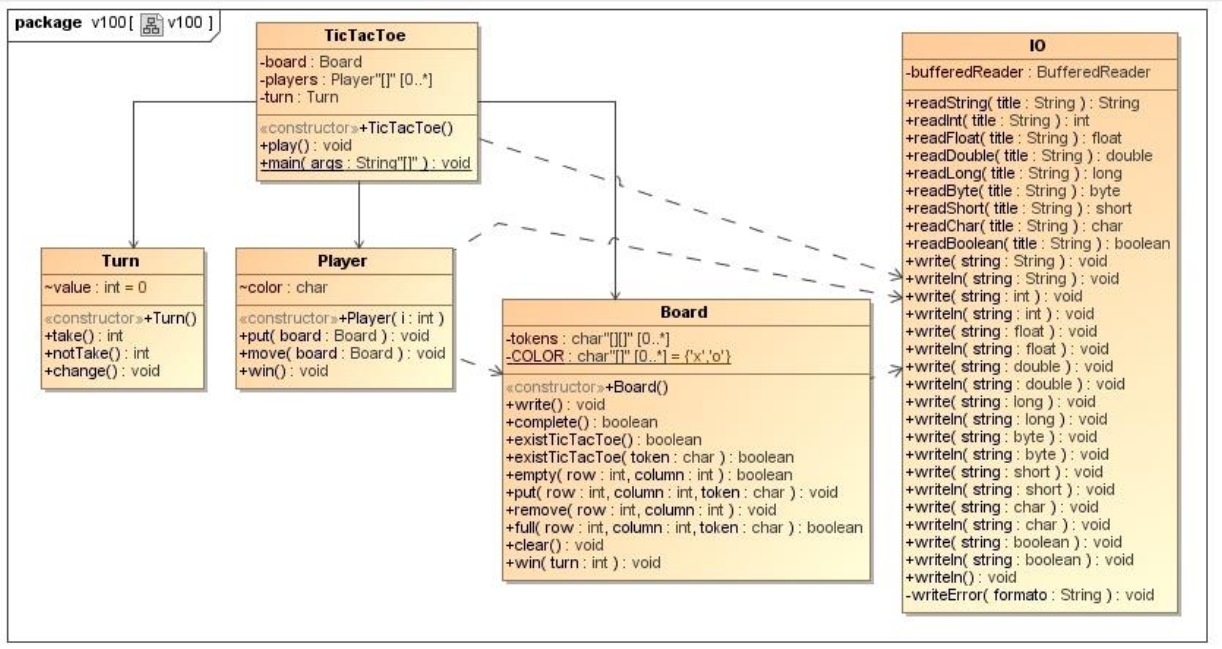 package v100[ v100 ]
TicTacToe
-board : Board
-players : Player"[]" [0..*]
-turn : Turn
«constructor»+TicTacToe()
+play() : void
+main( args : String"[]" ) : void
Turn
~value : int = 0
«constructor»+Turn()
+take() : int
+notTake() : int
+change() : void
Player
~color : char
«constructor»+Player( i : int )
+put( board : Board ) : void
+move( board : Board ) : void
+win() : void
Board
-tokens : char"[][]" [0..*]
-COLOR : char"[]" [0..*] = {'x','o'}
«constructor»+Board()
+write() : void
+complete() : boolean
+existTicTacToe() : boolean
+existTicTacToe( token : char ) : boolean
+empty( row : int, column : int ) : boolean
+put( row : int, column : int, token : char ) : void
+remove( row : int, column : int ) : void
+full( row : int, column : int, token : char ) : boolean
+clear() : void
+win( turn : int ) : void
IO
-bufferedReader : BufferedReader
+readString( title : String ) : String
+readInt( title : String ) : int
+readFloat( title : String ) : float
+readDouble( title : String ) : double
+readLong( title : String ) : long
+readByte( title : String ) : byte
+readShort( title : String ) : short
+readChar( title : String ) : char
+readBoolean( title : String ) : boolean
+write( string : String ) : void
+writeln( string : String ) : void
+write( string : int ) : void
+writeln( string : int ) : void
+write( string : float ) : void
+writeln( string : float ) : void
+write( string : double ) : void
+writeln( string : double ) : void
+write( string : long ) : void
+writeln( string : long ) : void
+write( string : byte ) : void
+writeln( string : byte ) : void
+write( string : short ) : void
+writeln( string : short ) : void
+write( string : char ) : void
+writeln( string : char ) : void
+write( string : boolean ) : void
+writeln( string : boolean ) : void
+writeln() : void
-writeError( formato : String ) : void